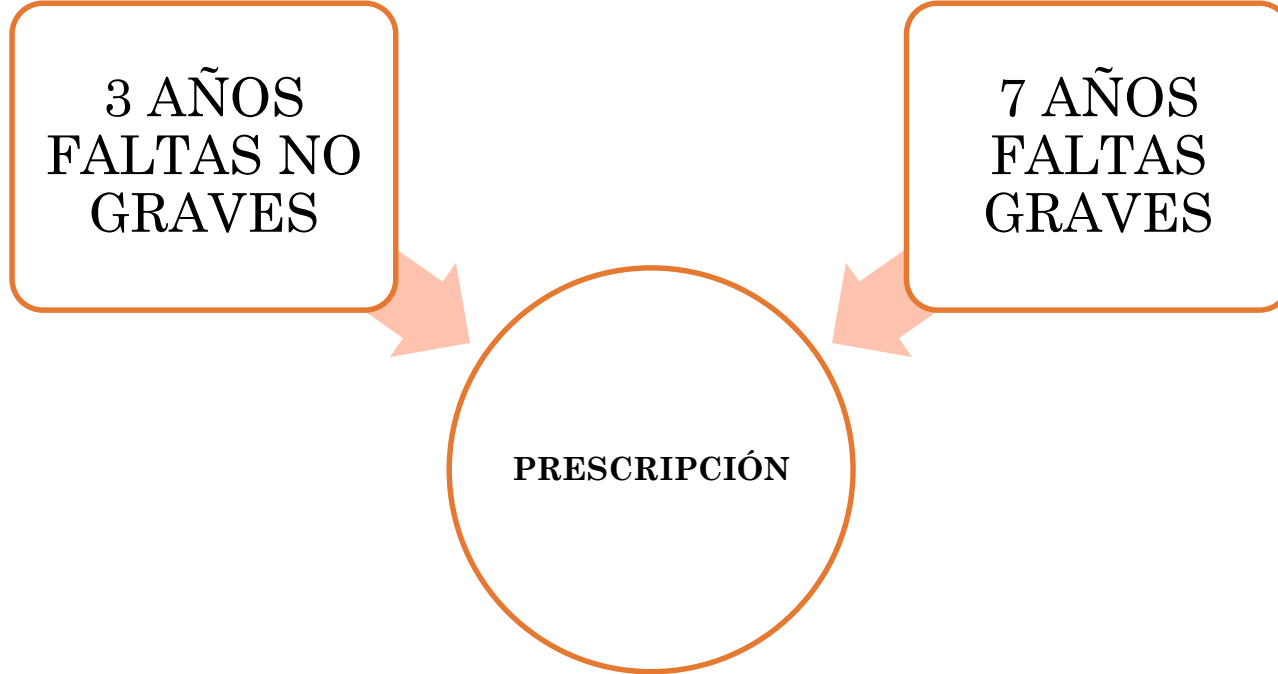 3 AÑOS
FALTAS NO
GRAVES
7 AÑOS
FALTAS
GRAVES
PRESCRIPCIÓN